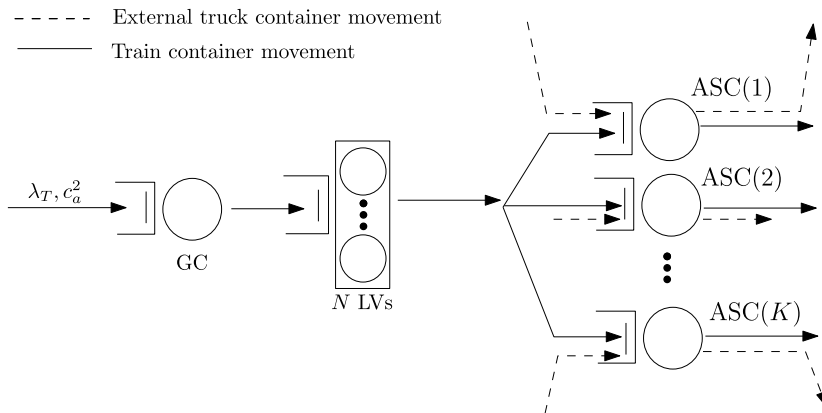 External truck container movement
Train container movement
λ_T, c_a^2
GC
N LVs
ASC(1)
ASC(2)
ASC(K)